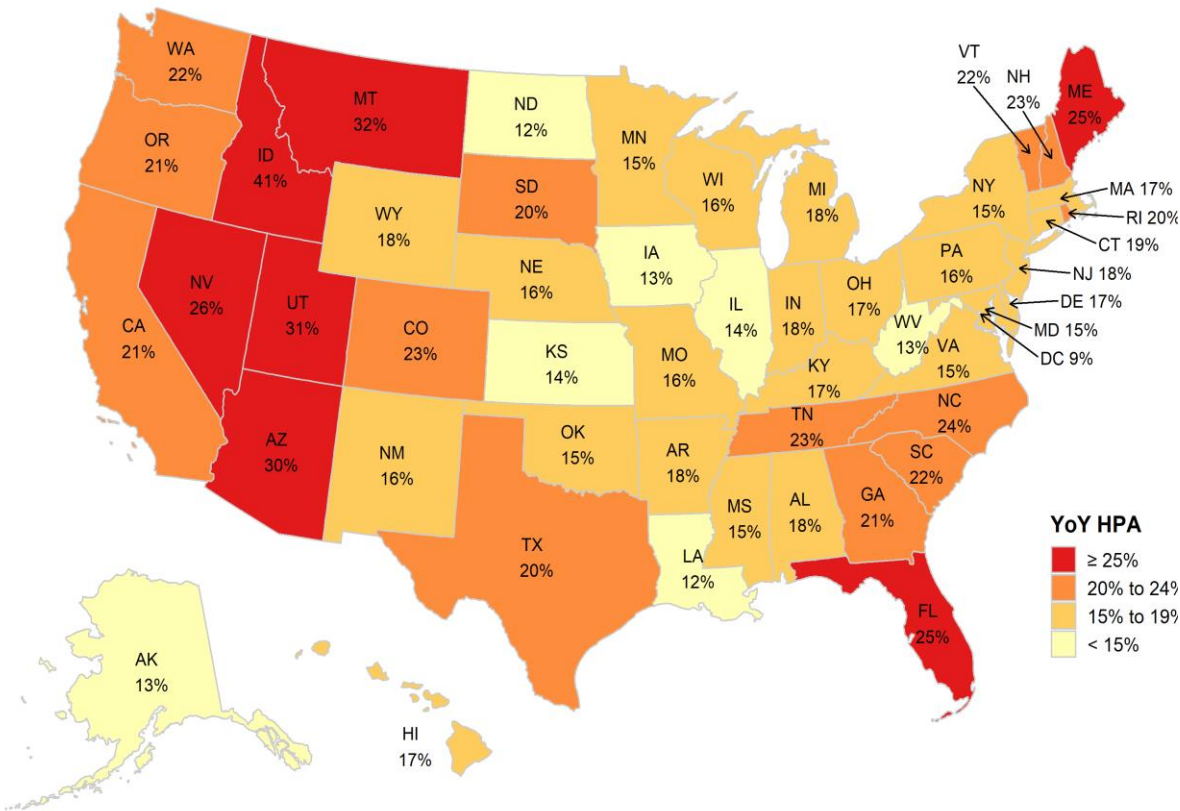 WA
22%
OR
21%
CA
21%
ID
41%
NV
26%
MT
32%
WY
18%
UT
31%
AZ
30%
CO
23%
NM
16%
ND
12%
SD
20%
NE
16%
KS
14%
OK
15%
TX
20%
MN
15%
IA
13%
MO
16%
AR
18%
LA
12%
WI
16%
IL
14%
MS
15%
MI
18%
IN
18%
KY
17%
TN
23%
AL
18%
OH
17%
WV
13%
VA
15%
NC
24%
SC
22%
GA
21%
FL
25%
PA
16%
NY
15%
VT
22%
NH
23%
ME
25%
MA 17%
RI 20%
CT 19%
NJ 18%
DE 17%
MD 15%
DC 9%
AK
13%
HI
17%
YoY HPA
≥ 25%
20% to 24%
15% to 19%
< 15%